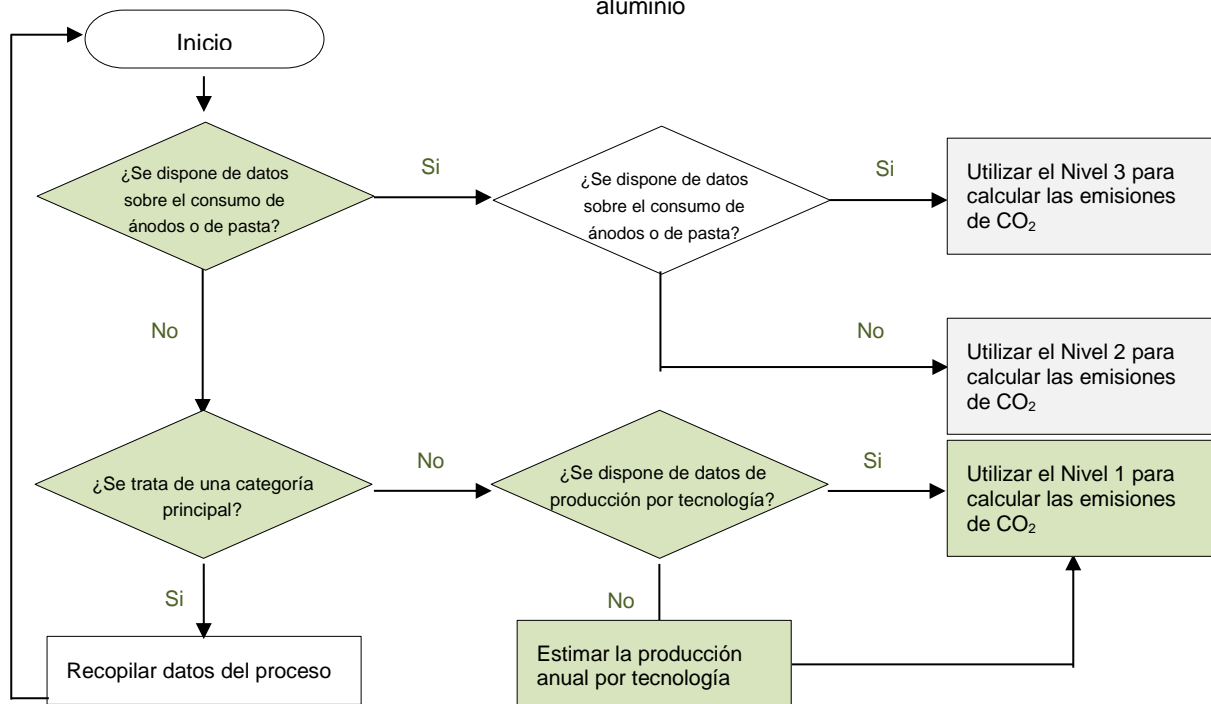 aluminio
Inicio
¿Se dispone de datos
sobre el consumo de
ánodos o de pasta?
Si
¿Se dispone de datos
sobre el consumo de
ánodos o de pasta?
Si
Utilizar el Nivel 3 para
calcular las emisiones
de CO₂
No
No
Utilizar el Nivel 2 para
calcular las emisiones
de CO₂
¿Se trata de una categoría
principal?
No
¿Se dispone de datos de
producción por tecnología?
Si
Utilizar el Nivel 1 para
calcular las emisiones
de CO₂
Si
No
Recopilar datos del proceso
Estimar la producción
anual por tecnología